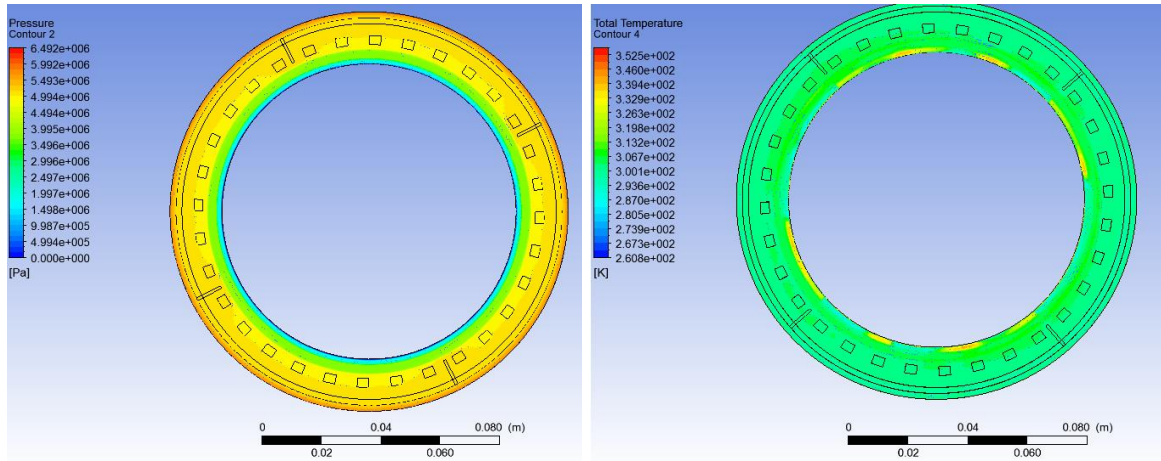 Pressure
Contour 2
6.492e+006
5.992e+006
5.493e+006
4.994e+006
4.494e+006
3.995e+006
3.496e+006
2.996e+006
2.497e+006
1.997e+006
1.498e+006
9.987e+005
4.994e+005
0.000e+000
[Pa]
0 0.04 0.080 (m)
0.02 0.060
Total Temperature
Contour 4
3.525e+002
3.460e+002
3.394e+002
3.329e+002
3.263e+002
3.198e+002
3.132e+002
3.067e+002
3.001e+002
2.936e+002
2.870e+002
2.805e+002
2.739e+002
2.673e+002
2.608e+002
[K]
0 0.04 0.080 (m)
0.02 0.060